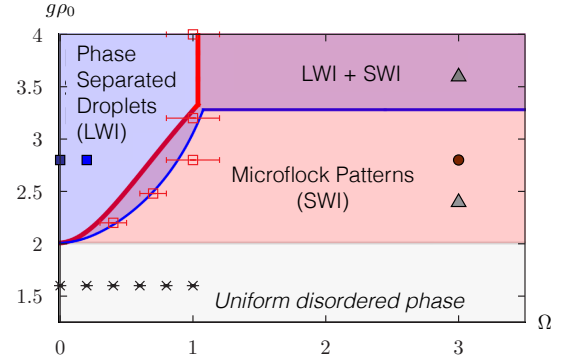 gρ₀
4
Phase
Separated
Droplets
(LWI)
LWI + SWI
3.5
3
Microflock Patterns
(SWI)
2.5
2
1.5
Uniform disordered phase
Ω
0
1
2
3